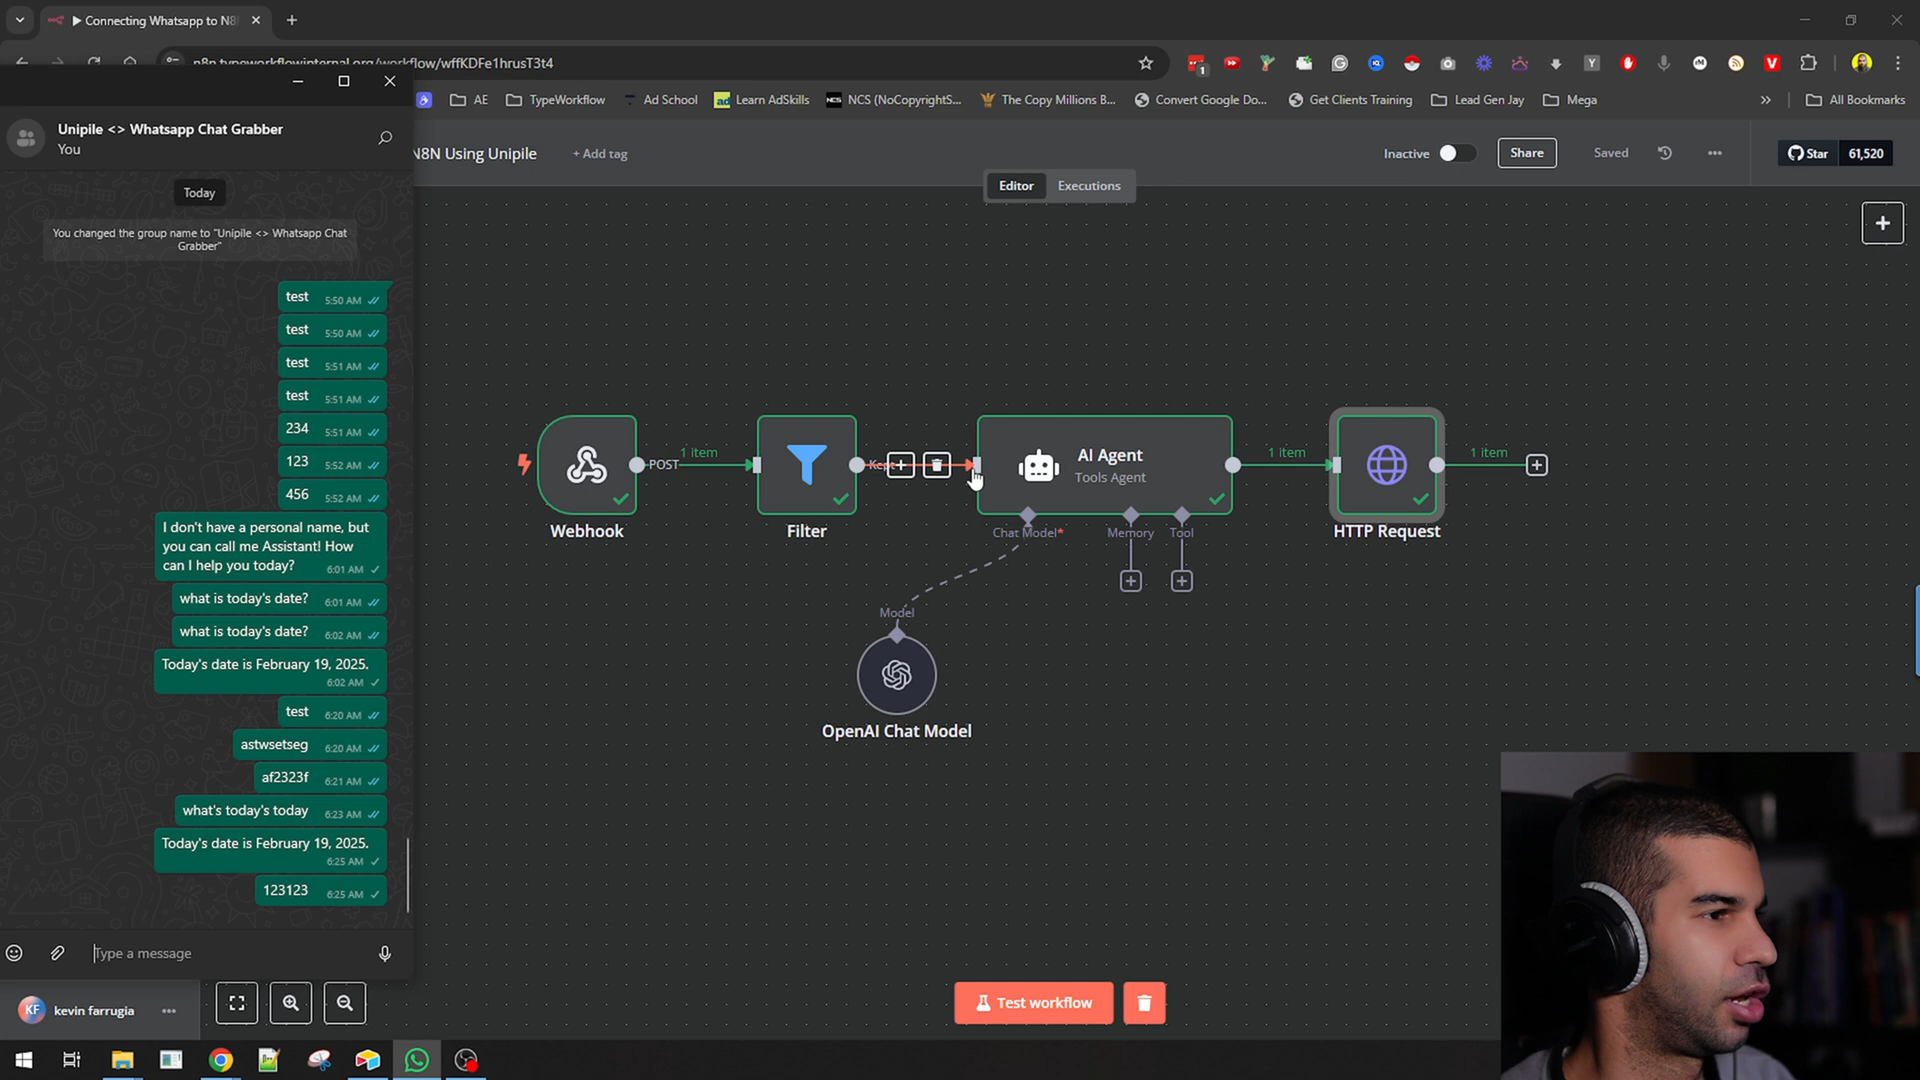 Connecting Whatsapp to N8
n8n.typeworkflowinternal.org/workflow/wffKDFe1hrusT3t4
1
Y
V
AE
TypeWorkflow
Ad School
Learn AdSkills
NCS (NoCopyrightS...
The Copy Millions B...
Convert Google Do...
Get Clients Training
Lead Gen Jay
Mega
All Bookmarks
Unipile <> Whatsapp Chat Grabber
You
N8N Using Unipile
+ Add tag
Inactive
Share
Saved
Star
61,520
Editor
Executions
Today
You changed the group name to "Unipile <> Whatsapp Chat
Grabber"
test 5:50 AM
test 5:50 AM
test 5:51 AM
test 5:51 AM
234 5:51 AM
123 5:52 AM
456 5:52 AM
I don't have a personal name, but
you can call me Assistant! How
can I help you today? 6:01 AM
what is today's date? 6:01 AM
what is today's date? 6:02 AM
Today's date is February 19, 2025.
6:02 AM
test 6:20 AM
astwsetseg 6:20 AM
af2323f 6:21 AM
what's today's today 6:23 AM
Today's date is February 19, 2025.
6:25 AM
123123 6:25 AM
Type a message
POST
1 item
Kept
AI Agent
Tools Agent
1 item
1 item
Webhook
Filter
Chat Model*
Memory
Tool
HTTP Request
Model
OpenAI Chat Model
KF
kevin farrugia
Test workflow